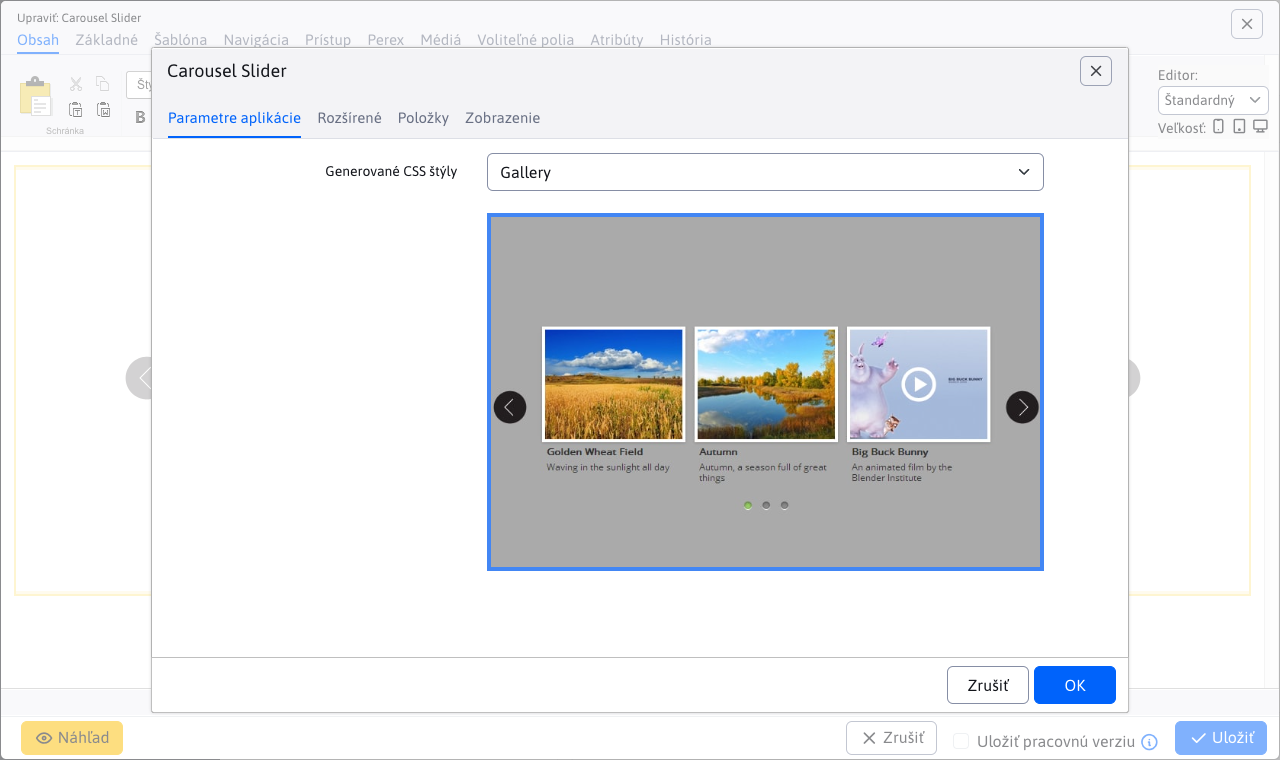 Upraviť: Carousel Slider
Obsah Základné Šablóna Navigácia Prístup Perex Médiá Voliteľné polia Atribúty História
Carousel Slider
Editor:
Štandardný
Veľkosť:
Schránka
B
Parametre aplikácie Rozšírené Položky Zobrazenie
Generované CSS štýly
Gallery
BIG BUCK BUNNY
Golden Wheat Field
Waving in the sunlight all day
Autumn
Autumn, a season full of great
things
Big Buck Bunny
An animated film by the
Blender Institute
Zrušiť OK
Náhľad
Zrušiť
Uložiť pracovnú verziu
Uložiť